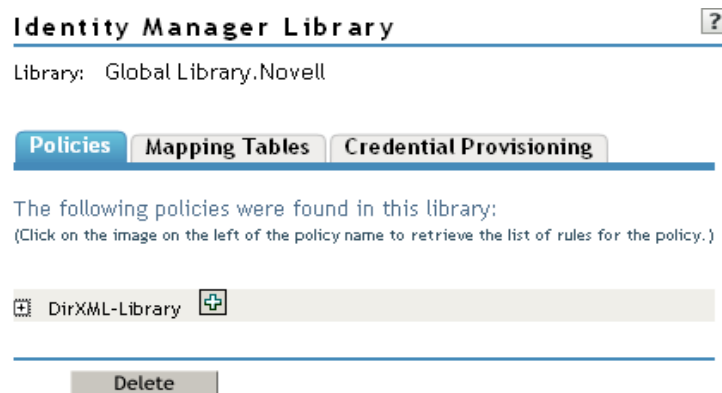 Identity Manager Library
?
Library: Global Library.Novell
Policies Mapping Tables Credential Provisioning
The following policies were found in this library:
(Click on the image on the left of the policy name to retrieve the list of rules for the policy.)
DirXML-Library
Delete